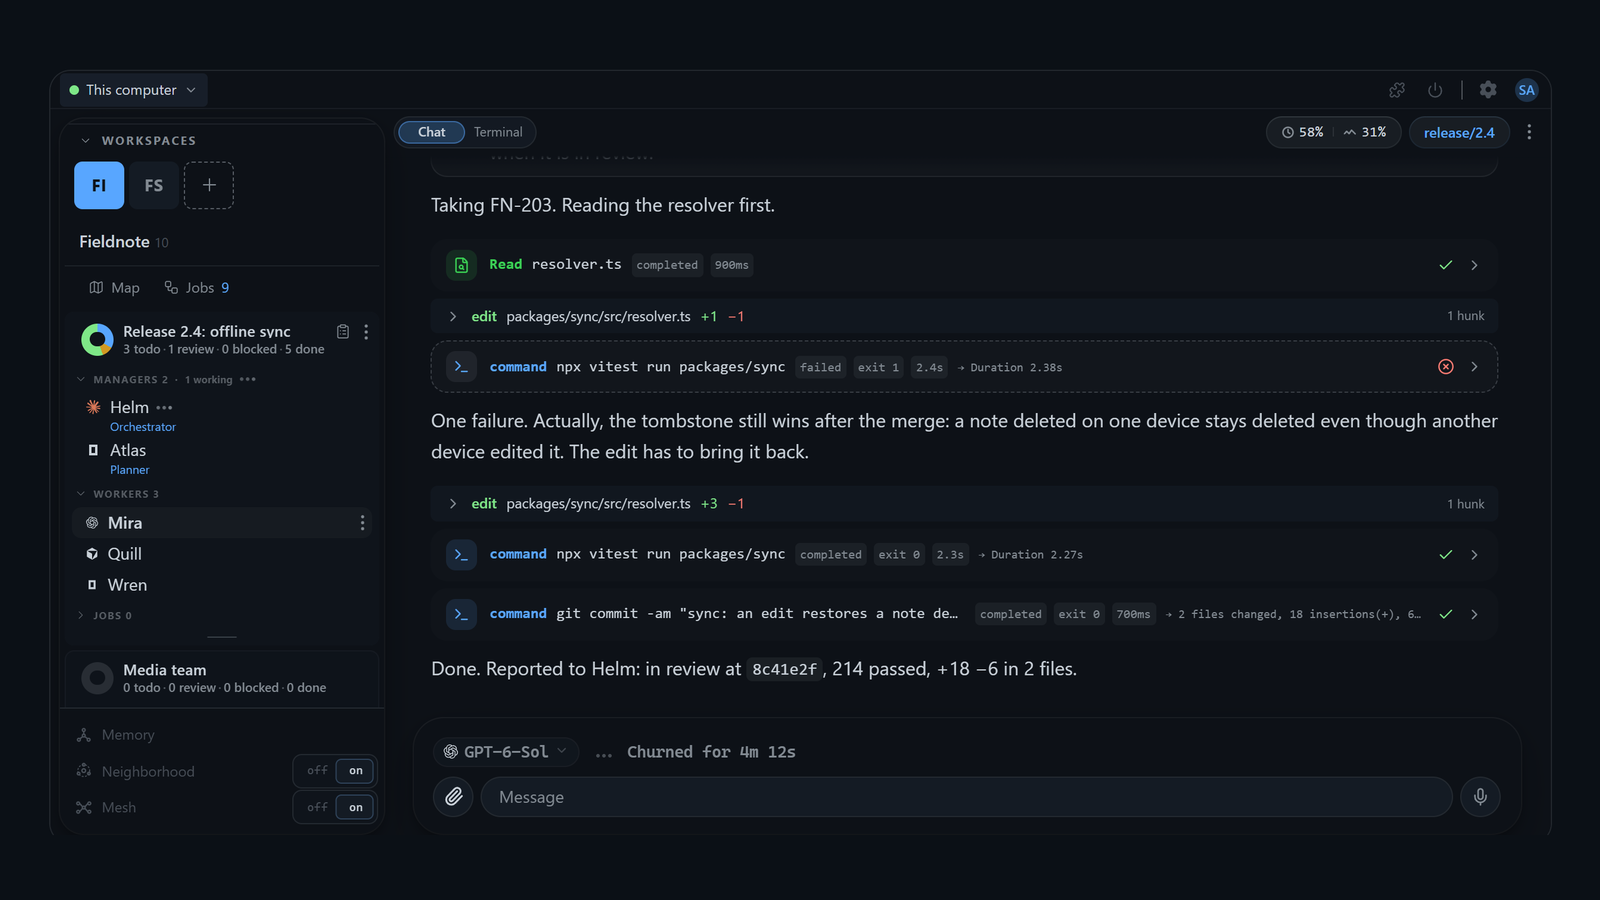 This computer
SA
WORKSPACES
FI
FS
+
Fieldnote 10
Map
Jobs 9
Release 2.4: offline sync
3 todo · 1 review · 0 blocked · 5 done
MANAGERS 2 · 1 working •••
Helm •••
Orchestrator
Atlas
Planner
WORKERS 3
Mira
Quill
Wren
JOBS 0
Media team
0 todo · 0 review · 0 blocked · 0 done
Memory
Neighborhood off on
Mesh off on
Chat Terminal
58% 31% release/2.4
when it is in review.
Taking FN-203. Reading the resolver first.
Read resolver.ts completed 900ms
edit packages/sync/src/resolver.ts +1 −1 1 hunk
command npx vitest run packages/sync failed exit 1 2.4s → Duration 2.38s
One failure. Actually, the tombstone still wins after the merge: a note deleted on one device stays deleted even though another
device edited it. The edit has to bring it back.
edit packages/sync/src/resolver.ts +3 −1 1 hunk
command npx vitest run packages/sync completed exit 0 2.3s → Duration 2.27s
command git commit -am "sync: an edit restores a note de… completed exit 0 700ms → 2 files changed, 18 insertions(+), 6…
Done. Reported to Helm: in review at 8c41e2f, 214 passed, +18 −6 in 2 files.
GPT-6-Sol ... Churned for 4m 12s
Message